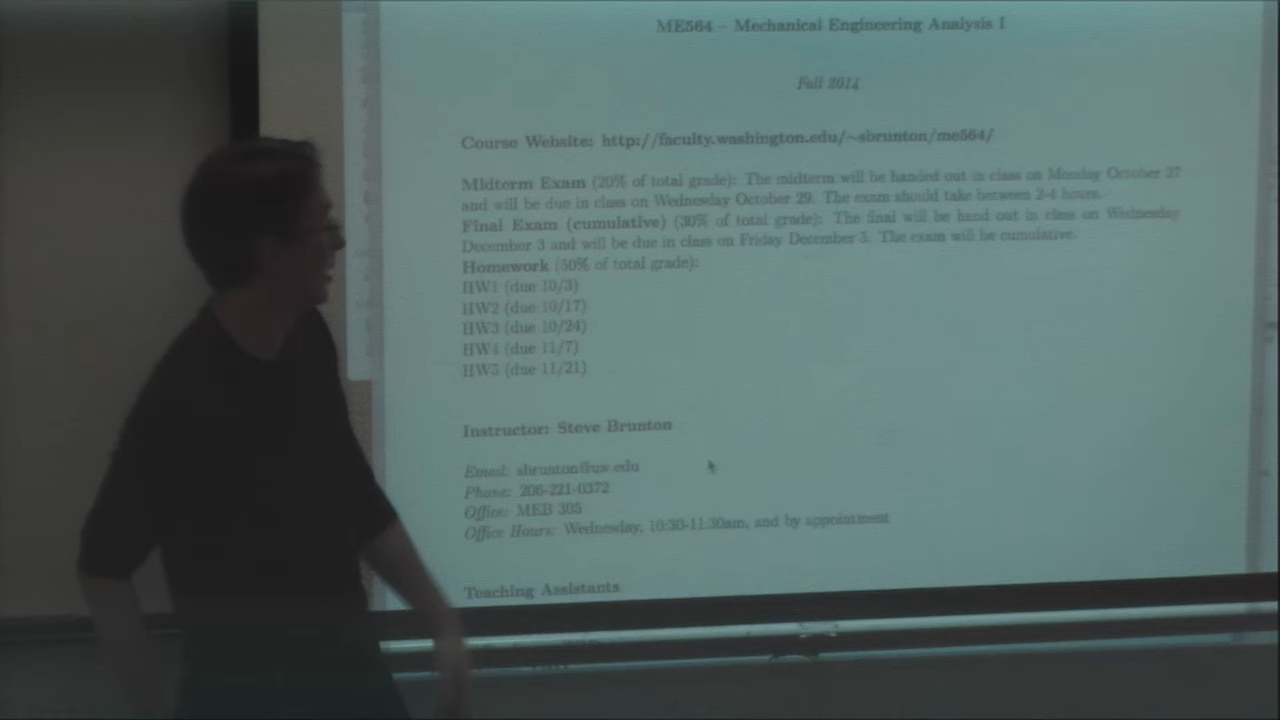 ME564 – Mechanical Engineering Analysis I
Fall 2014
Course Website: http://faculty.washington.edu/~sbrunton/me564/
Midterm Exam (20% of total grade): The midterm will be handed out in class on Monday October 27
and will be due in class on Wednesday October 29. The exam should take between 2-4 hours.
Final Exam (cumulative) (30% of total grade): The final will be hand out in class on Wednesday
December 3 and will be due in class on Friday December 5. The exam will be cumulative.
Homework (50% of total grade):
HW1 (due 10/3)
HW2 (due 10/17)
HW3 (due 10/24)
HW4 (due 11/7)
HW5 (due 11/21)
Instructor: Steve Brunton
Email: sbrunton@uw.edu
Phone: 206-221-0372
Office: MEB 305
Office Hours: Wednesday, 10:30-11:30am, and by appointment
Teaching Assistants